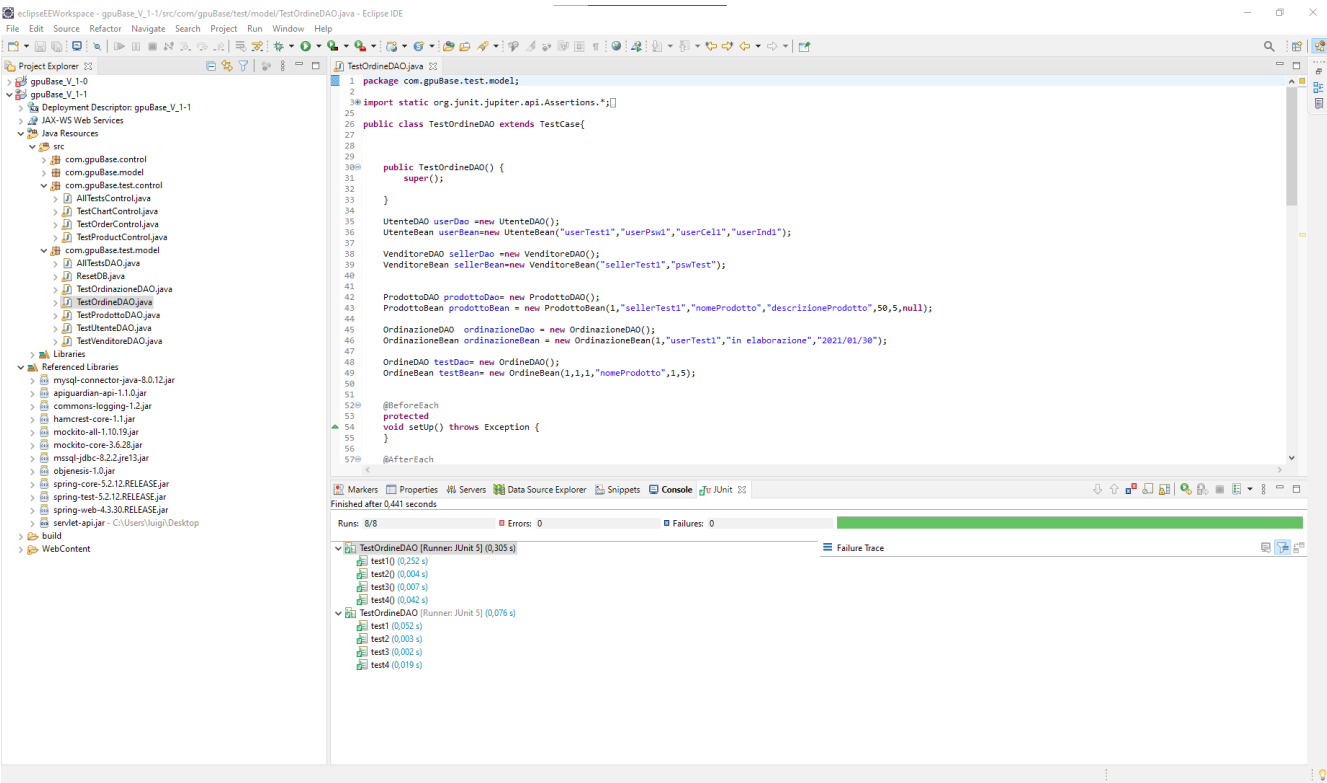 eclipseEEWorkspace - gpuBase_V_1-1/src/com/gpuBase/test/model/TestOrdineDAO.java - Eclipse IDE
File Edit Source Refactor Navigate Search Project Run Window Help
Project Explorer
gpuBase_V_1-0
gpuBase_V_1-1
Deployment Descriptor: gpuBase_V_1-1
JAX-WS Web Services
Java Resources
src
com.gpuBase.control
com.gpuBase.model
com.gpuBase.test.control
AllTestsControl.java
TestChartControl.java
TestOrderControl.java
TestProductControl.java
com.gpuBase.test.model
AllTestsDAO.java
ResetDB.java
TestOrdinazioneDAO.java
TestOrdineDAO.java
TestProdottoDAO.java
TestUtenteDAO.java
TestVenditoreDAO.java
Libraries
Referenced Libraries
mysql-connector-java-8.0.12.jar
apiguardian-api-1.1.0.jar
commons-logging-1.2.jar
hamcrest-core-1.1.jar
mockito-all-1.10.19.jar
mockito-core-3.6.28.jar
mssql-jdbc-8.2.2.jre13.jar
objenesis-1.0.jar
spring-core-5.2.12.RELEASE.jar
spring-test-5.2.12.RELEASE.jar
spring-web-4.3.30.RELEASE.jar
servlet-api.jar - C:\Users\luigi\Desktop
build
WebContent
TestOrdineDAO.java
1 package com.gpuBase.test.model;
2
3 import static org.junit.jupiter.api.Assertions.*;
25
26 public class TestOrdineDAO extends TestCase{
27
28
29
30 public TestOrdineDAO() {
31 super();
32
33 }
34
35 UtenteDAO userDao =new UtenteDAO();
36 UtenteBean userBean=new UtenteBean("userTest1","userPsw1","userCel1","userInd1");
37
38 VenditoreDAO sellerDao =new VenditoreDAO();
39 VenditoreBean sellerBean=new VenditoreBean("sellerTest1","pswTest");
40
41
42 ProdottoDAO prodottoDao= new ProdottoDAO();
43 ProdottoBean prodottoBean = new ProdottoBean(1,"sellerTest1","nomeProdotto","descrizioneProdotto",50,5,null);
44
45 OrdinazioneDAO ordinazioneDao = new OrdinazioneDAO();
46 OrdinazioneBean ordinazioneBean = new OrdinazioneBean(1,"userTest1","in elaborazione","2021/01/30");
47
48 OrdineDAO testDao= new OrdineDAO();
49 OrdineBean testBean= new OrdineBean(1,1,1,"nomeProdotto",1,5);
50
51
52 @BeforeEach
53 protected
54 void setUp() throws Exception {
55 }
56
57 @AfterEach
Markers Properties Servers Data Source Explorer Snippets Console JUnit
Finished after 0,441 seconds
Runs: 8/8 Errors: 0 Failures: 0
TestOrdineDAO [Runner: JUnit 5] (0,305 s) Failure Trace
test1() (0,252 s)
test2() (0,004 s)
test3() (0,007 s)
test4() (0,042 s)
TestOrdineDAO [Runner: JUnit 5] (0,076 s)
test1 (0,052 s)
test2 (0,003 s)
test3 (0,002 s)
test4 (0,019 s)